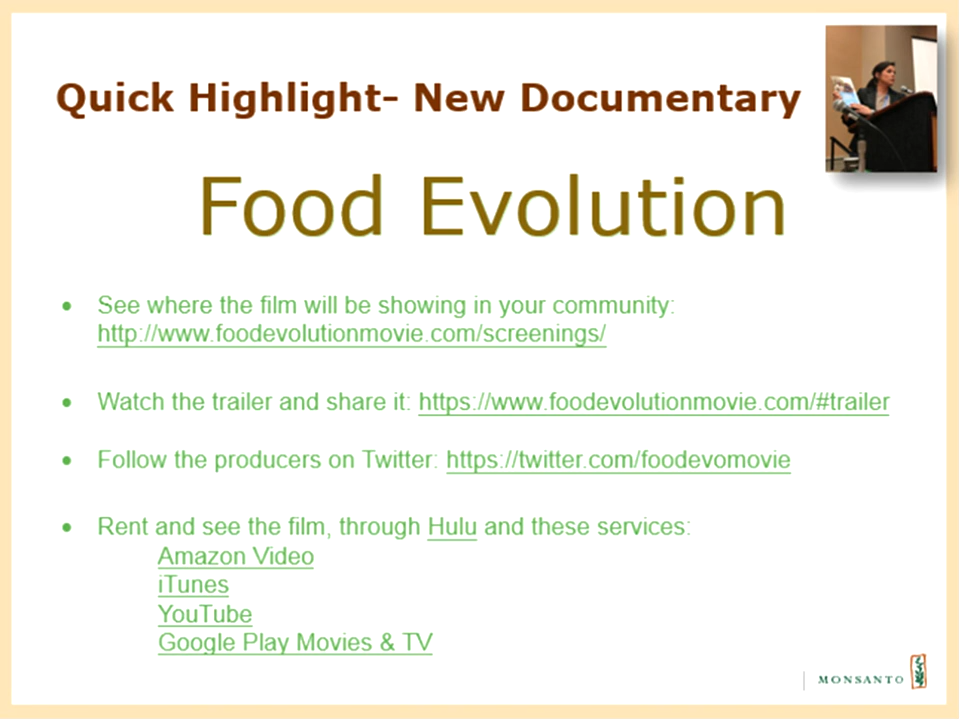 Quick Highlight- New Documentary
Food Evolution
• See where the film will be showing in your community:
http://www.foodevolutionmovie.com/screenings/
• Watch the trailer and share it: https://www.foodevolutionmovie.com/#trailer
• Follow the producers on Twitter: https://twitter.com/foodevomovie
• Rent and see the film, through Hulu and these services:
Amazon Video
iTunes
YouTube
Google Play Movies & TV
MONSANTO